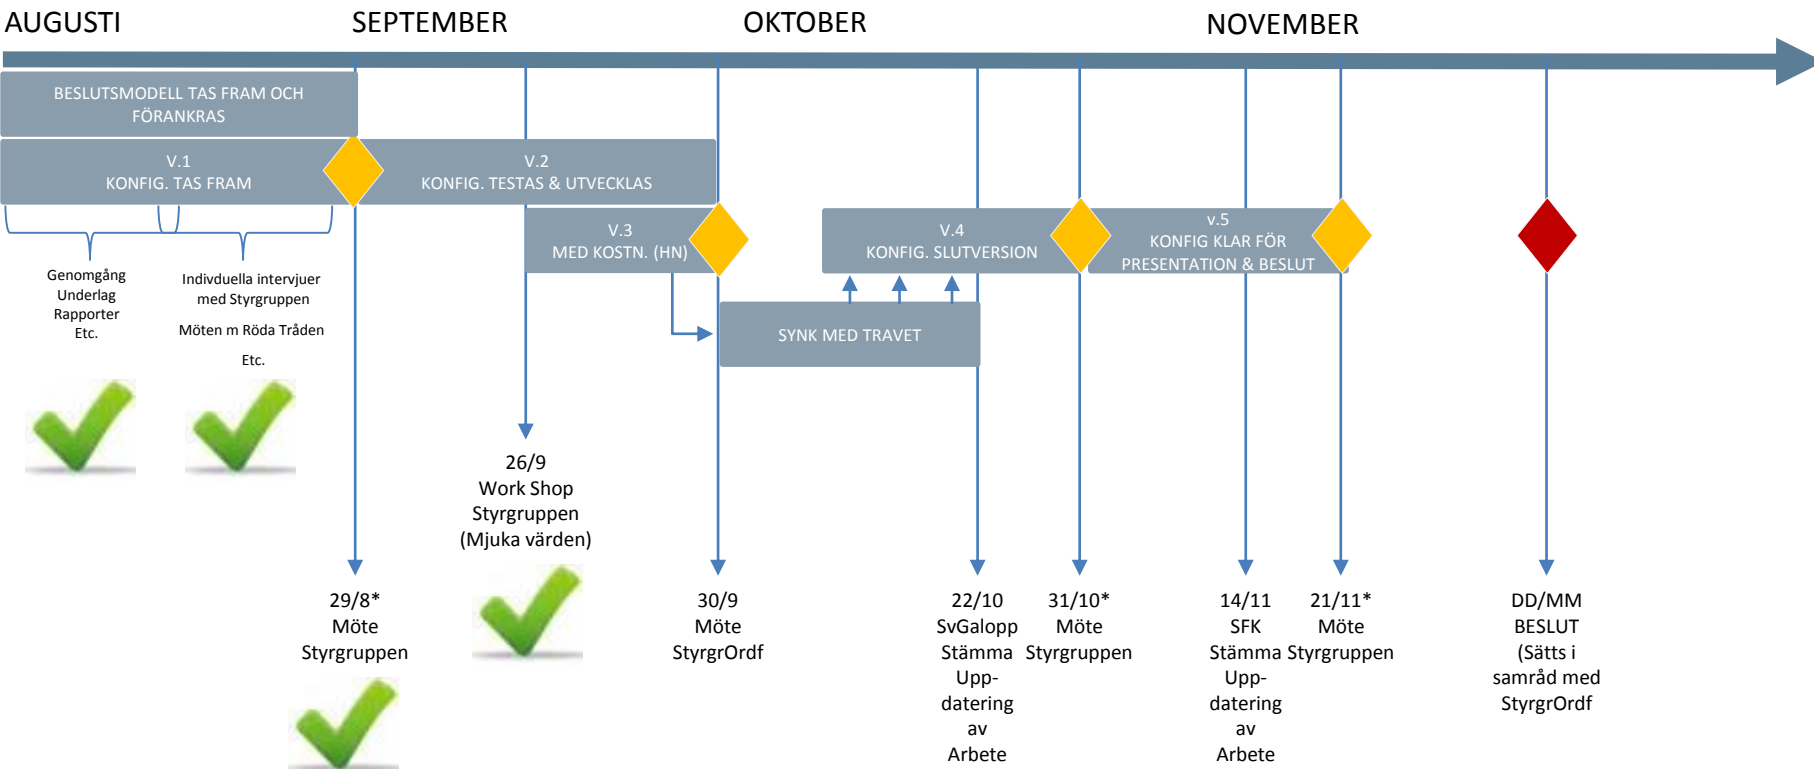 AUGUSTI
SEPTEMBER
OKTOBER
NOVEMBER
BESLUTSMODELL TAS FRAM OCH
FÖRANKRAS
V.1
KONFIG. TAS FRAM
V.2
KONFIG. TESTAS & UTVECKLAS
V.3
MED KOSTN. (HN)
V.4
KONFIG. SLUTVERSION
v.5
KONFIG KLAR FÖR
PRESENTATION & BESLUT
SYNK MED TRAVET
Genomgång
Underlag
Rapporter
Etc.
Indivduella intervjuer
med Styrgruppen
Möten m Röda Tråden
Etc.
26/9
Work Shop
Styrgruppen
(Mjuka värden)
29/8*
Möte
Styrgruppen
30/9
Möte
StyrgrOrdf
22/10
SvGalopp
Stämma
Upp-
datering
av
Arbete
31/10*
Möte
Styrgruppen
14/11
SFK
Stämma
Upp-
datering
av
Arbete
21/11*
Möte
Styrgruppen
DD/MM
BESLUT
(Sätts i
samråd med
StyrgrOrdf